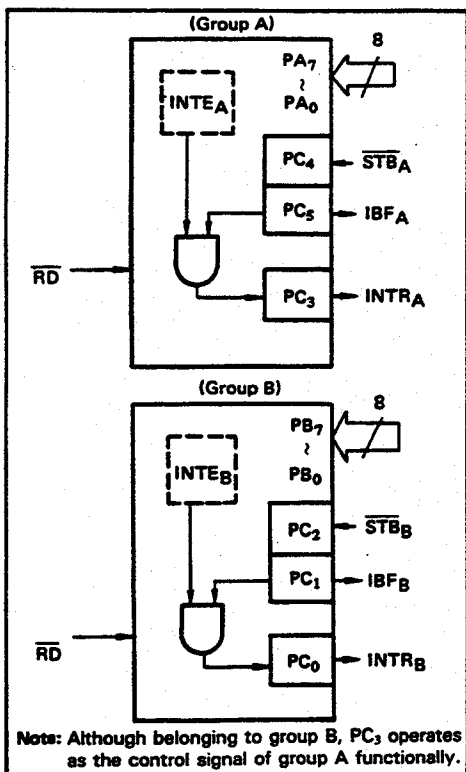 (Group A)
8
PA7
~
PA0
INTEA
PC4
STBA
PC5
IBFA
RD
PC3
INTRA
(Group B)
8
PB7
~
PB0
INTEB
PC2
STBB
PC1
IBFB
RD
PC0
INTRB
Note: Although belonging to group B, PC3 operates
as the control signal of group A functionally.